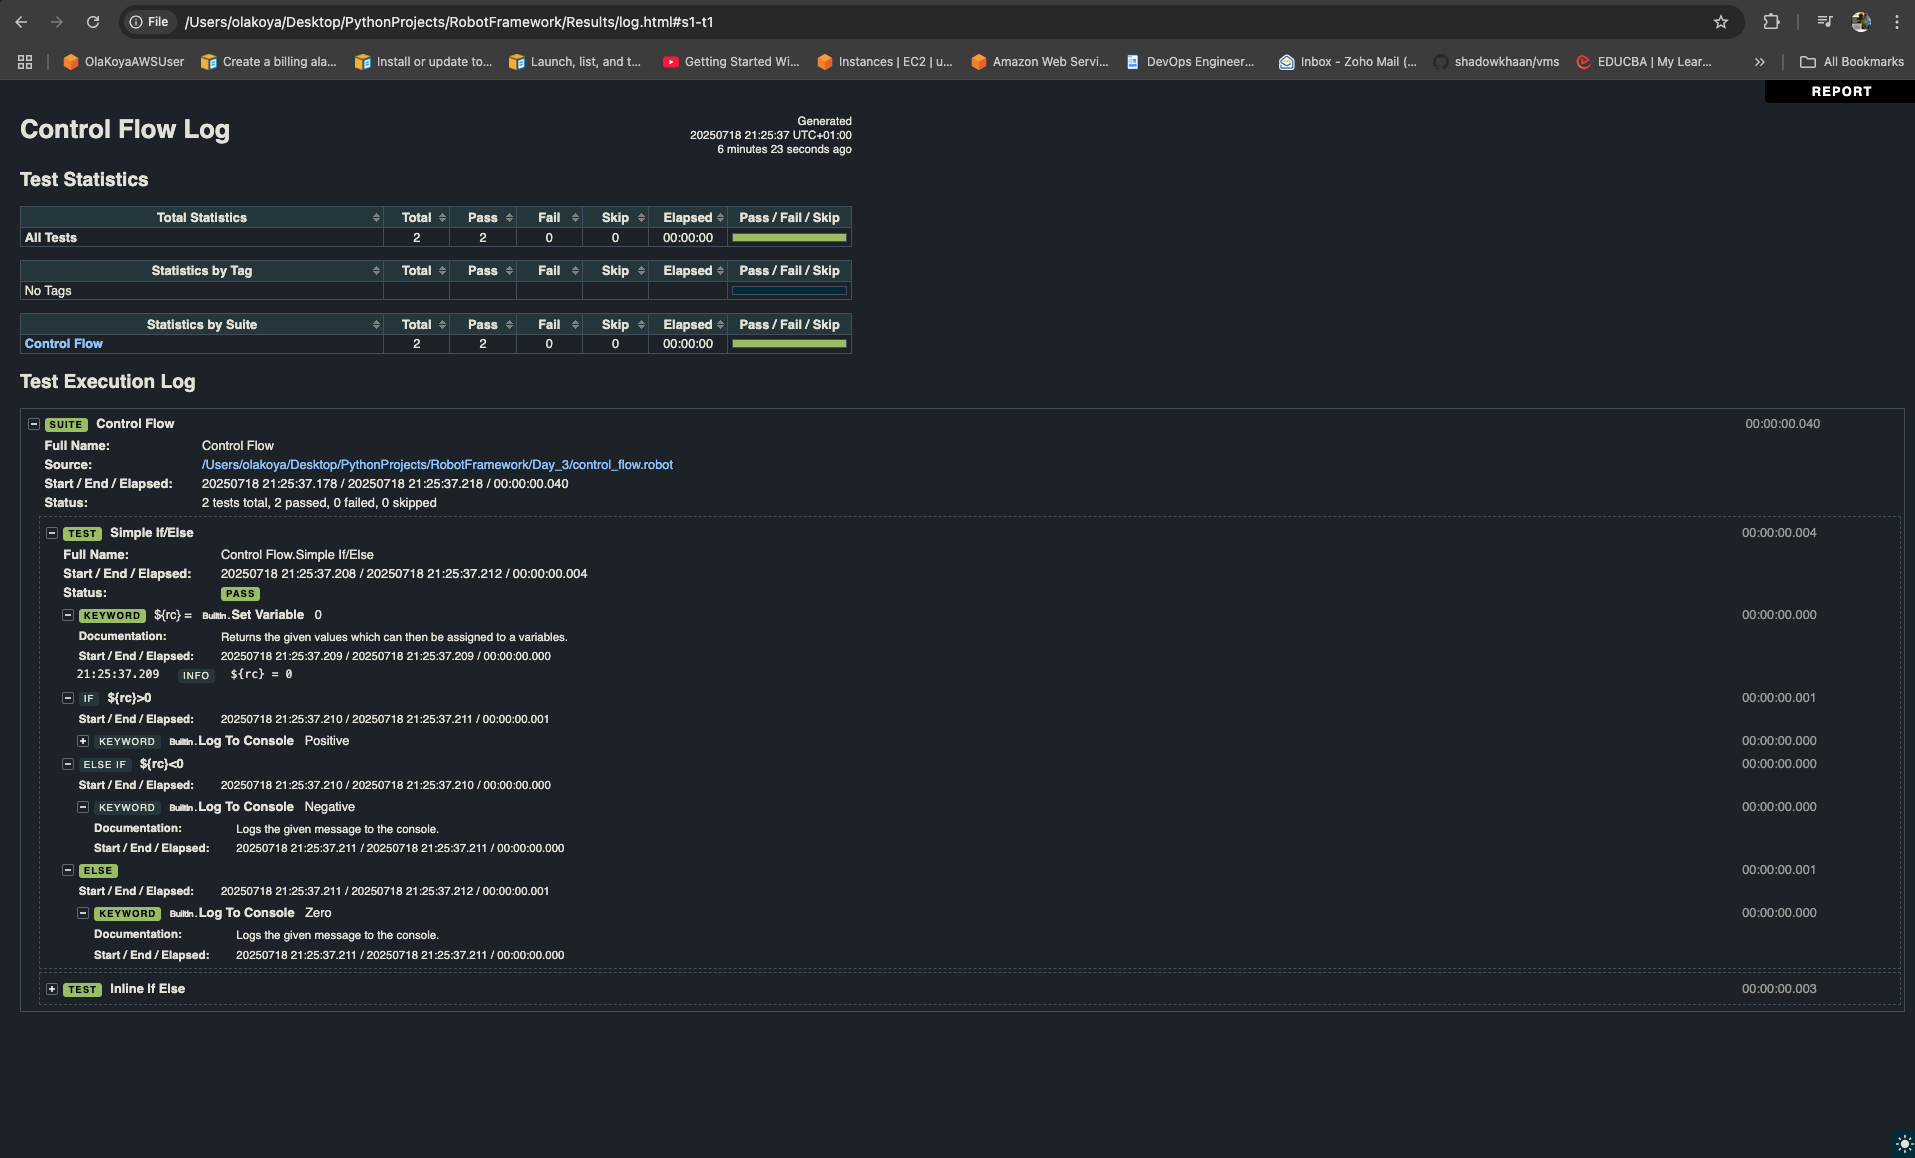 File /Users/olakoya/Desktop/PythonProjects/RobotFramework/Results/log.html#s1-t1
OlaKoyaAWSUser Create a billing ala... Install or update to... Launch, list, and t... Getting Started Wi... Instances | EC2 | u... Amazon Web Servi... DevOps Engineer... Inbox - Zoho Mail (... shadowkhaan/vms EDUCBA | My Lear... » All Bookmarks
REPORT
Control Flow Log
Generated
20250718 21:25:37 UTC+01:00
6 minutes 23 seconds ago
Test Statistics
Total Statistics Total Pass Fail Skip Elapsed Pass / Fail / Skip
All Tests 2 2 0 0 00:00:00
Statistics by Tag Total Pass Fail Skip Elapsed Pass / Fail / Skip
No Tags
Statistics by Suite Total Pass Fail Skip Elapsed Pass / Fail / Skip
Control Flow 2 2 0 0 00:00:00
Test Execution Log
SUITE Control Flow 00:00:00.040
Full Name: Control Flow
Source: /Users/olakoya/Desktop/PythonProjects/RobotFramework/Day_3/control_flow.robot
Start / End / Elapsed: 20250718 21:25:37.178 / 20250718 21:25:37.218 / 00:00:00.040
Status: 2 tests total, 2 passed, 0 failed, 0 skipped
TEST Simple If/Else 00:00:00.004
Full Name: Control Flow.Simple If/Else
Start / End / Elapsed: 20250718 21:25:37.208 / 20250718 21:25:37.212 / 00:00:00.004
Status: PASS
KEYWORD ${rc} = BuiltIn.Set Variable 0 00:00:00.000
Documentation: Returns the given values which can then be assigned to a variables.
Start / End / Elapsed: 20250718 21:25:37.209 / 20250718 21:25:37.209 / 00:00:00.000
21:25:37.209 INFO ${rc} = 0
IF ${rc}>0 00:00:00.001
Start / End / Elapsed: 20250718 21:25:37.210 / 20250718 21:25:37.211 / 00:00:00.001
KEYWORD BuiltIn.Log To Console Positive 00:00:00.000
ELSE IF ${rc}<0 00:00:00.000
Start / End / Elapsed: 20250718 21:25:37.210 / 20250718 21:25:37.210 / 00:00:00.000
KEYWORD BuiltIn.Log To Console Negative 00:00:00.000
Documentation: Logs the given message to the console.
Start / End / Elapsed: 20250718 21:25:37.211 / 20250718 21:25:37.211 / 00:00:00.000
ELSE 00:00:00.001
Start / End / Elapsed: 20250718 21:25:37.211 / 20250718 21:25:37.212 / 00:00:00.001
KEYWORD BuiltIn.Log To Console Zero 00:00:00.000
Documentation: Logs the given message to the console.
Start / End / Elapsed: 20250718 21:25:37.211 / 20250718 21:25:37.211 / 00:00:00.000
TEST Inline If Else 00:00:00.003